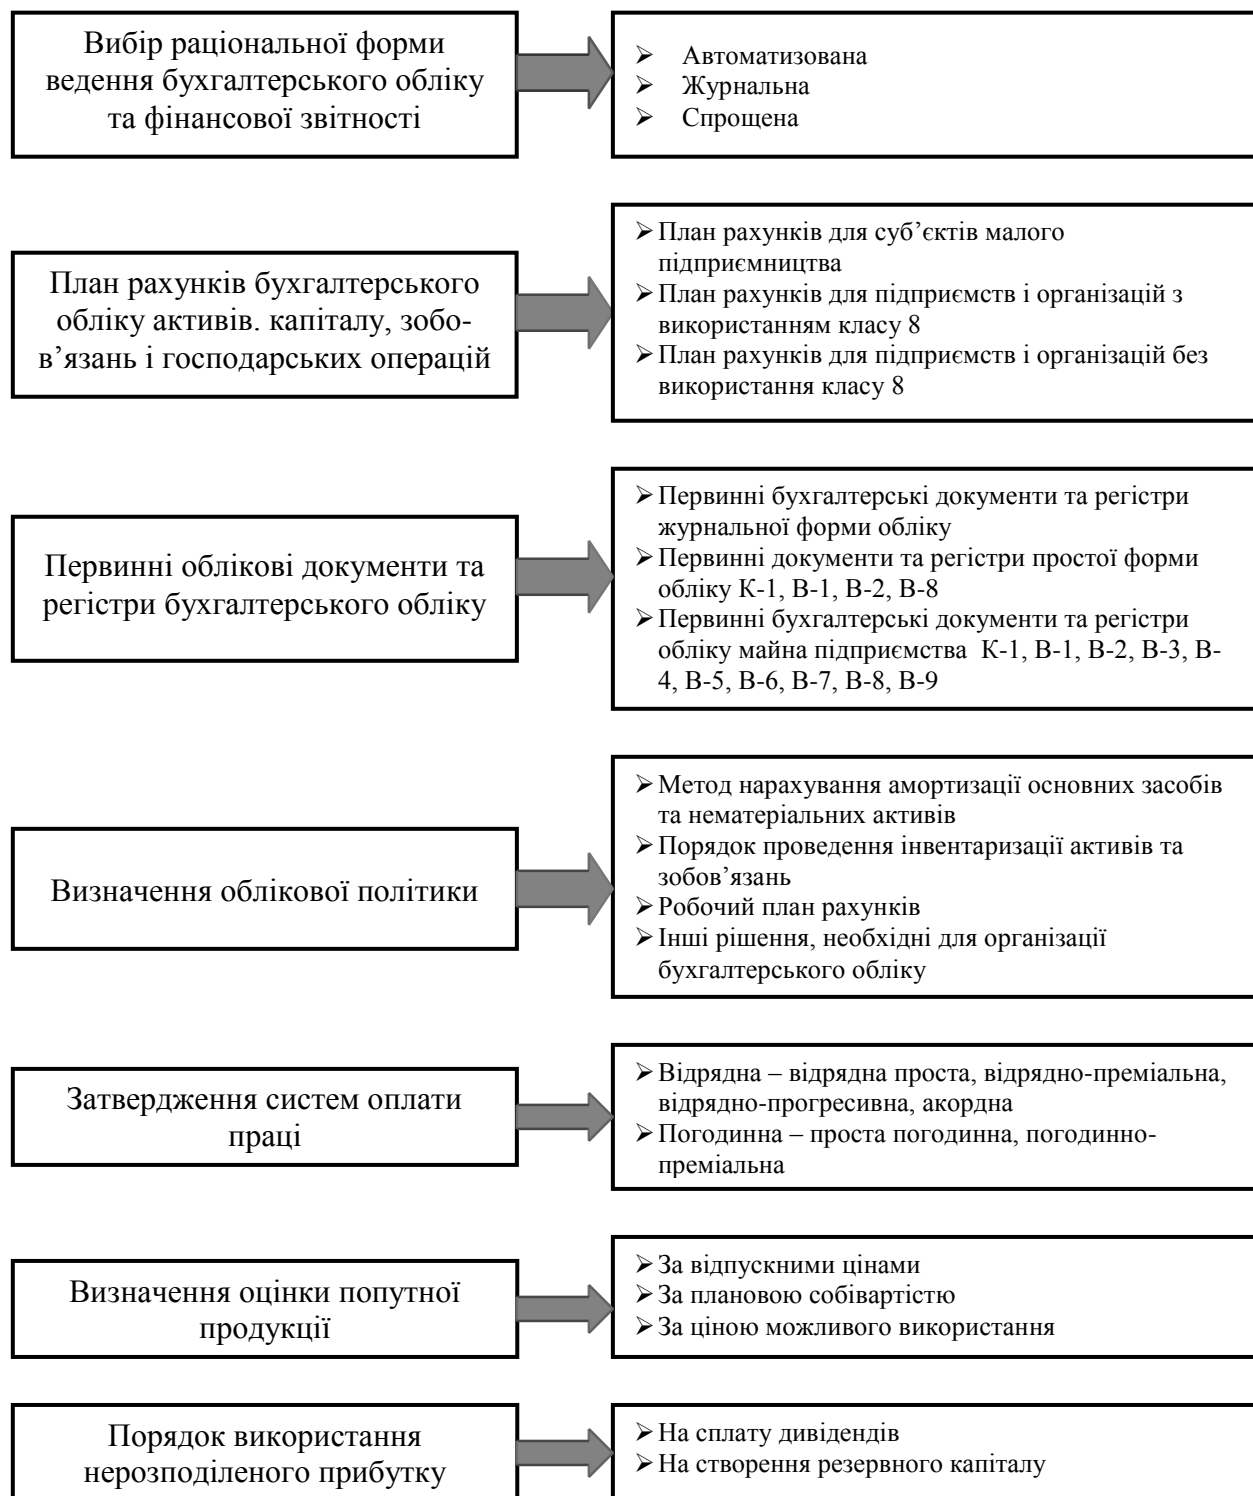 Вибір раціональної форми
ведення бухгалтерського обліку
та фінансової звітності
➢ Автоматизована
➢ Журнальна
➢ Спрощена
План рахунків бухгалтерського
обліку активів. капіталу, зобо-
в’язань і господарських операцій
➢ План рахунків для суб’єктів малого
підприємництва
➢ План рахунків для підприємств і організацій з
використанням класу 8
➢ План рахунків для підприємств і організацій без
використання класу 8
Первинні облікові документи та
регістри бухгалтерського обліку
➢ Первинні бухгалтерські документи та регістри
журнальної форми обліку
➢ Первинні документи та регістри простої форми
обліку К-1, В-1, В-2, В-8
➢ Первинні бухгалтерські документи та регістри
обліку майна підприємства К-1, В-1, В-2, В-3, В-
4, В-5, В-6, В-7, В-8, В-9
Визначення облікової політики
➢ Метод нарахування амортизації основних засобів
та нематеріальних активів
➢ Порядок проведення інвентаризації активів та
зобов’язань
➢ Робочий план рахунків
➢ Інші рішення, необхідні для організації
бухгалтерського обліку
Затвердження систем оплати
праці
➢ Відрядна – відрядна проста, відрядно-преміальна,
відрядно-прогресивна, акордна
➢ Погодинна – проста погодинна, погодинно-
преміальна
Визначення оцінки попутної
продукції
➢ За відпускними цінами
➢ За плановою собівартістю
➢ За ціною можливого використання
Порядок використання
нерозподіленого прибутку
➢ На сплату дивідендів
➢ На створення резервного капіталу